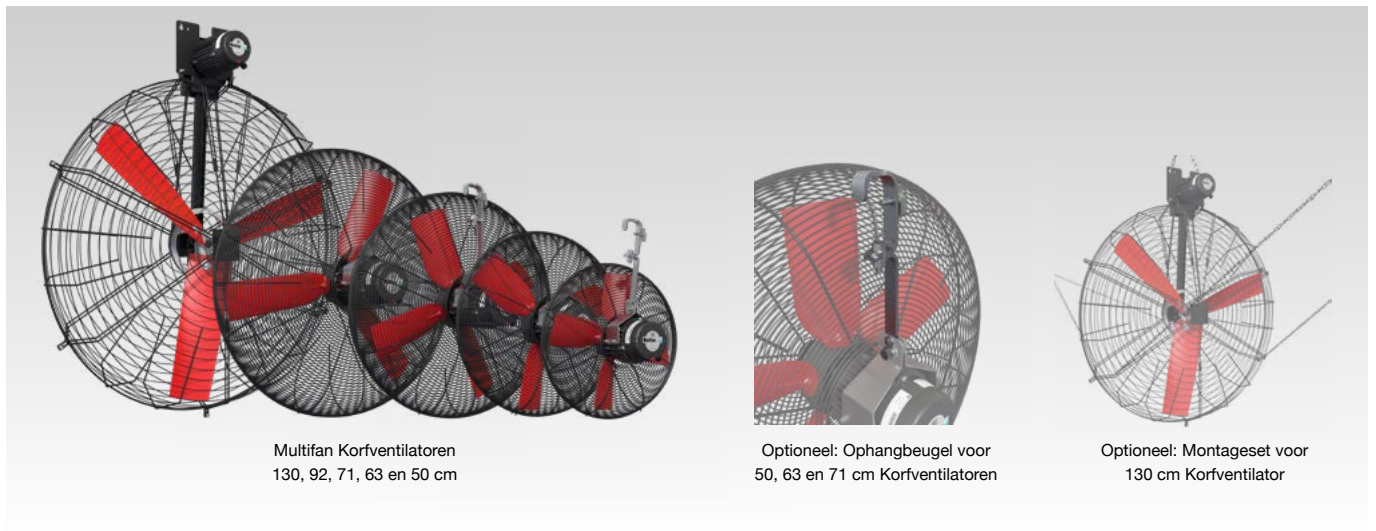 Multifan Korfventilatoren
130, 92, 71, 63 en 50 cm
Optioneel: Ophangbeugel voor
50, 63 en 71 cm Korfventilatoren
Optioneel: Montageset voor
130 cm Korfventilator